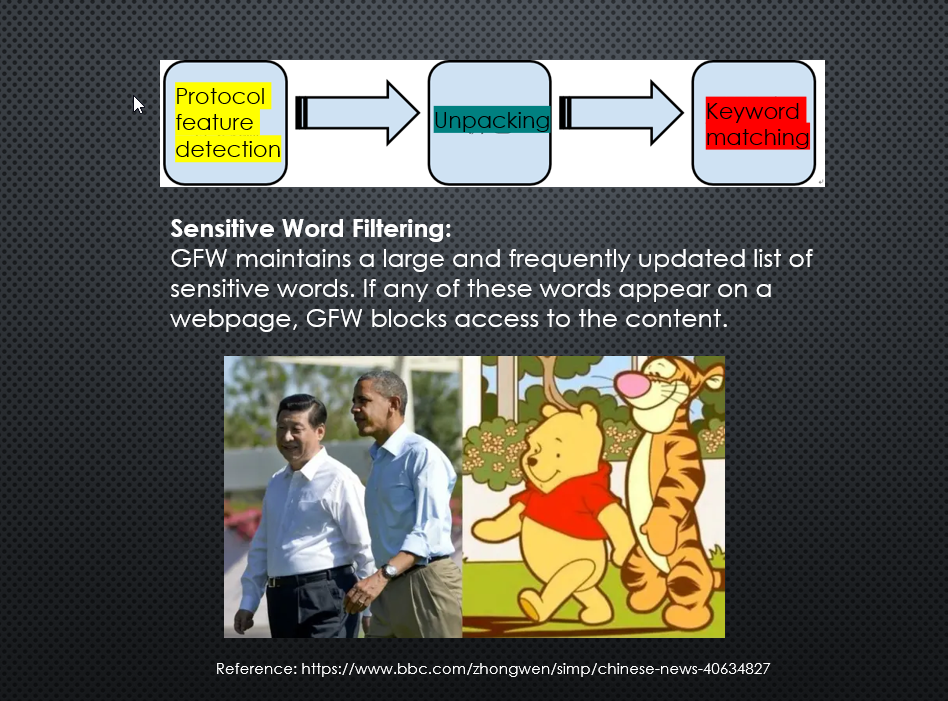 Protocol
feature
detection
Unpacking
Keyword
matching
Sensitive Word Filtering:
GFW maintains a large and frequently updated list of
sensitive words. If any of these words appear on a
webpage, GFW blocks access to the content.
Reference: https://www.bbc.com/zhongwen/simp/chinese-news-40634827